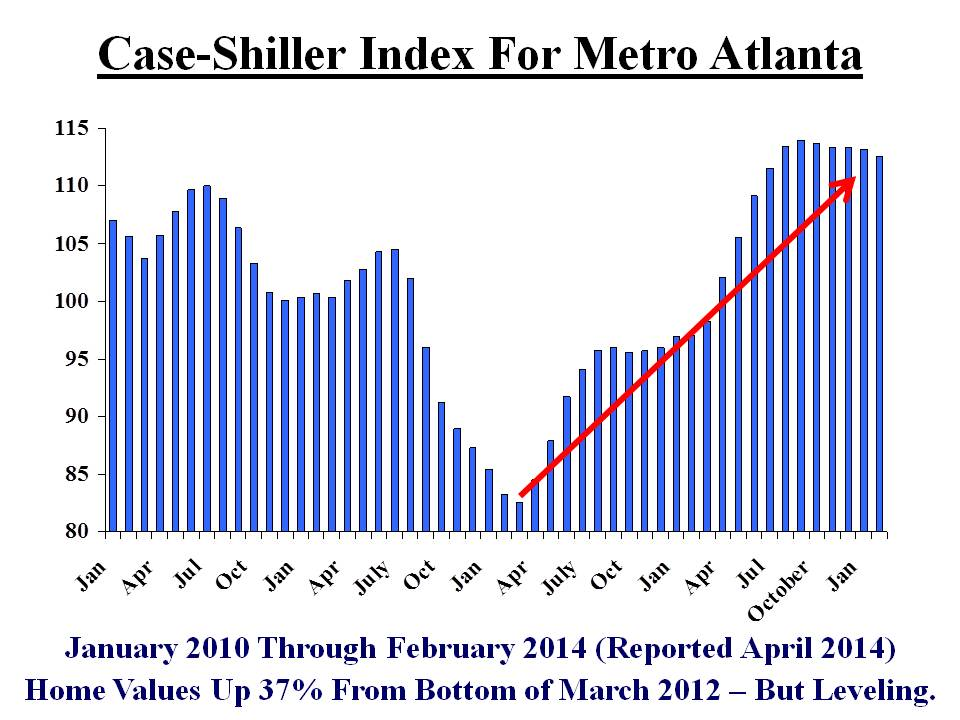 Case-Shiller Index For Metro Atlanta
115
110
105
100
95
90
85
80
Jan Apr Jul Oct Jan Apr July Oct Jan Apr July Oct Jan Apr Jul October Jan
January 2010 Through February 2014 (Reported April 2014)
Home Values Up 37% From Bottom of March 2012 – But Leveling.